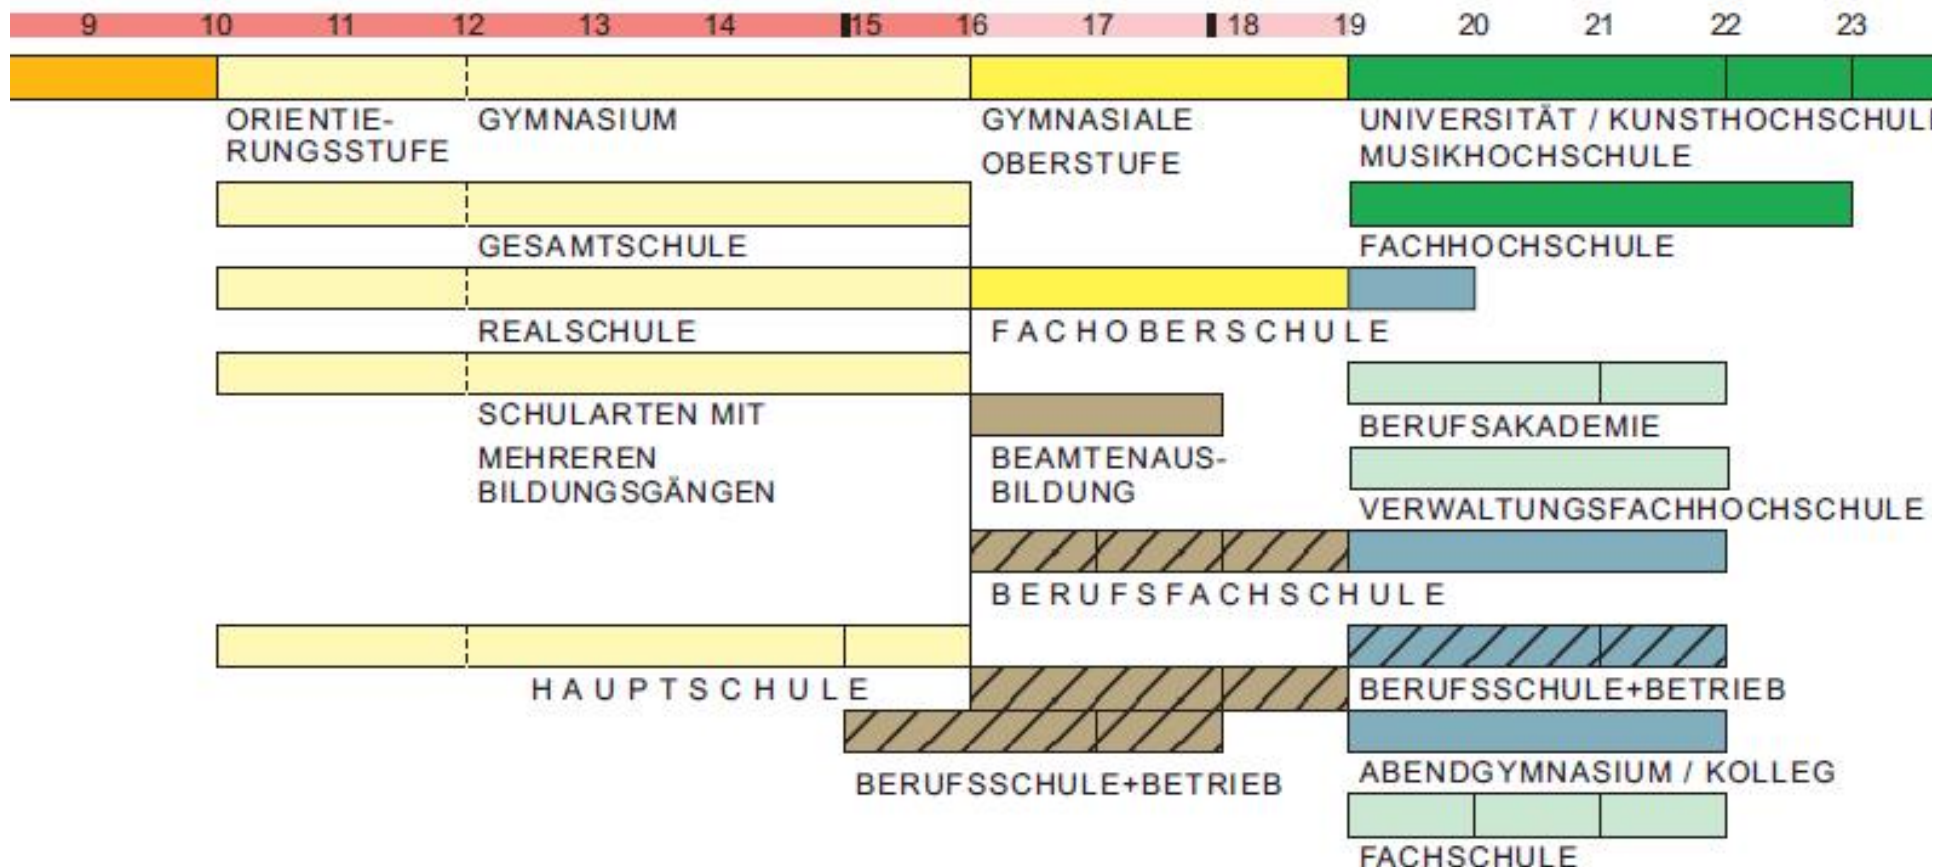 9 10 11 12 13 14 15 16 17 18 19 20 21 22 23
ORIENTIE-
RUNGSSTUFE
GYMNASIUM
GYMNASIALE
OBERSTUFE
UNIVERSITÄT / KUNSTHOCHSCHUL
MUSIKHOCHSCHULE
GESAMTSCHULE
FACHHOCHSCHULE
REALSCHULE
FACHOBERSCHULE
SCHULARTEN MIT
MEHREREN
BILDUNGSGÄNGEN
BEAMTENAUS-
BILDUNG
BERUFSAKADEMIE
VERWALTUNGSFACHHOCHSCHULE
BERUFSFACHSCHULE
HAUPTSCHULE
BERUFSSCHULE+BETRIEB
BERUFSSCHULE+BETRIEB
ABENDGYMNASIUM / KOLLEG
FACHSCHULE